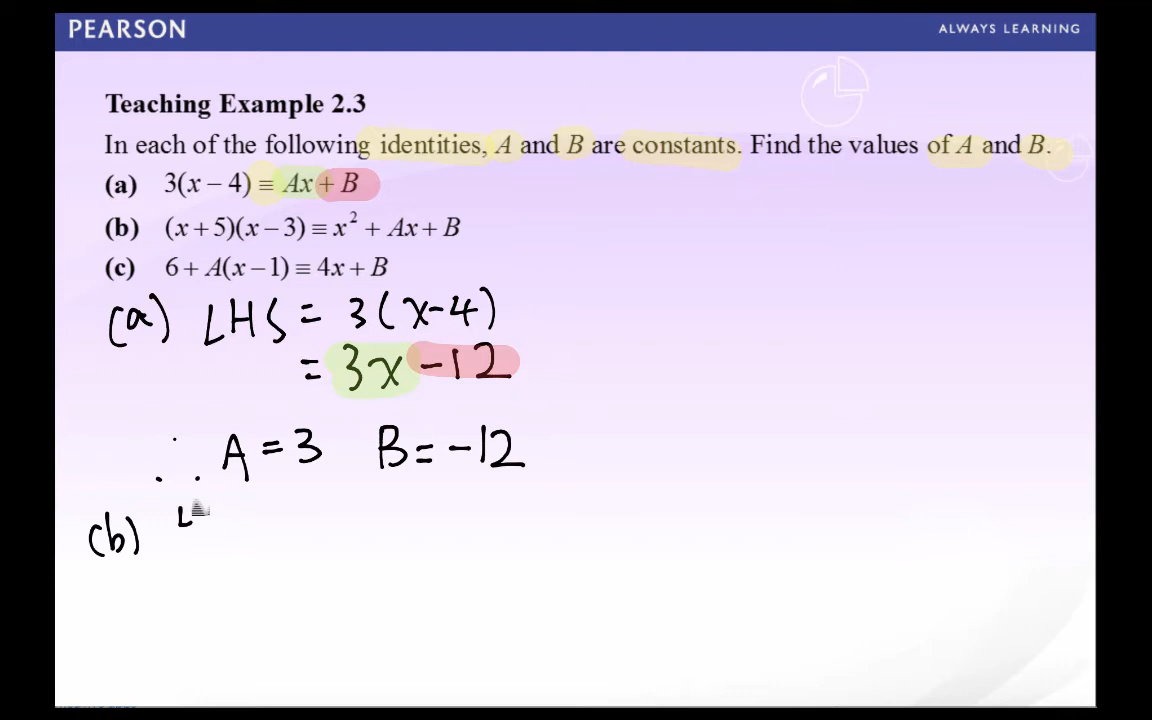 PEARSON
ALWAYS LEARNING
Teaching Example 2.3
In each of the following identities, A and B are constants. Find the values of A and B.
(a) 3(x − 4) ≡ Ax + B
(b) (x + 5)(x − 3) ≡ x² + Ax + B
(c) 6 + A(x − 1) ≡ 4x + B
(a) LHS = 3(x-4)
= 3x -12
∴ A = 3 B = -12
(b) L